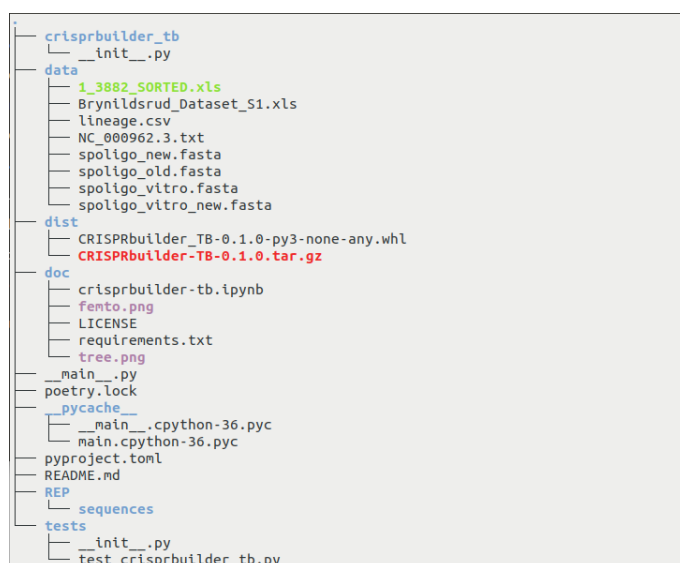 .
crisprbuilder_tb
__init__.py
data
1_3882_SORTED.xls
Brynildsrud_Dataset_S1.xls
lineage.csv
NC_000962.3.txt
spoligo_new.fasta
spoligo_old.fasta
spoligo_vitro.fasta
spoligo_vitro_new.fasta
dist
CRISPRbuilder_TB-0.1.0-py3-none-any.whl
CRISPRbuilder-TB-0.1.0.tar.gz
doc
crisprbuilder-tb.ipynb
femto.png
LICENSE
requirements.txt
tree.png
__main__.py
poetry.lock
__pycache__
__main__.cpython-36.pyc
main.cpython-36.pyc
pyproject.toml
README.md
REP
sequences
tests
__init__.py
test_crisprbuilder_tb.py